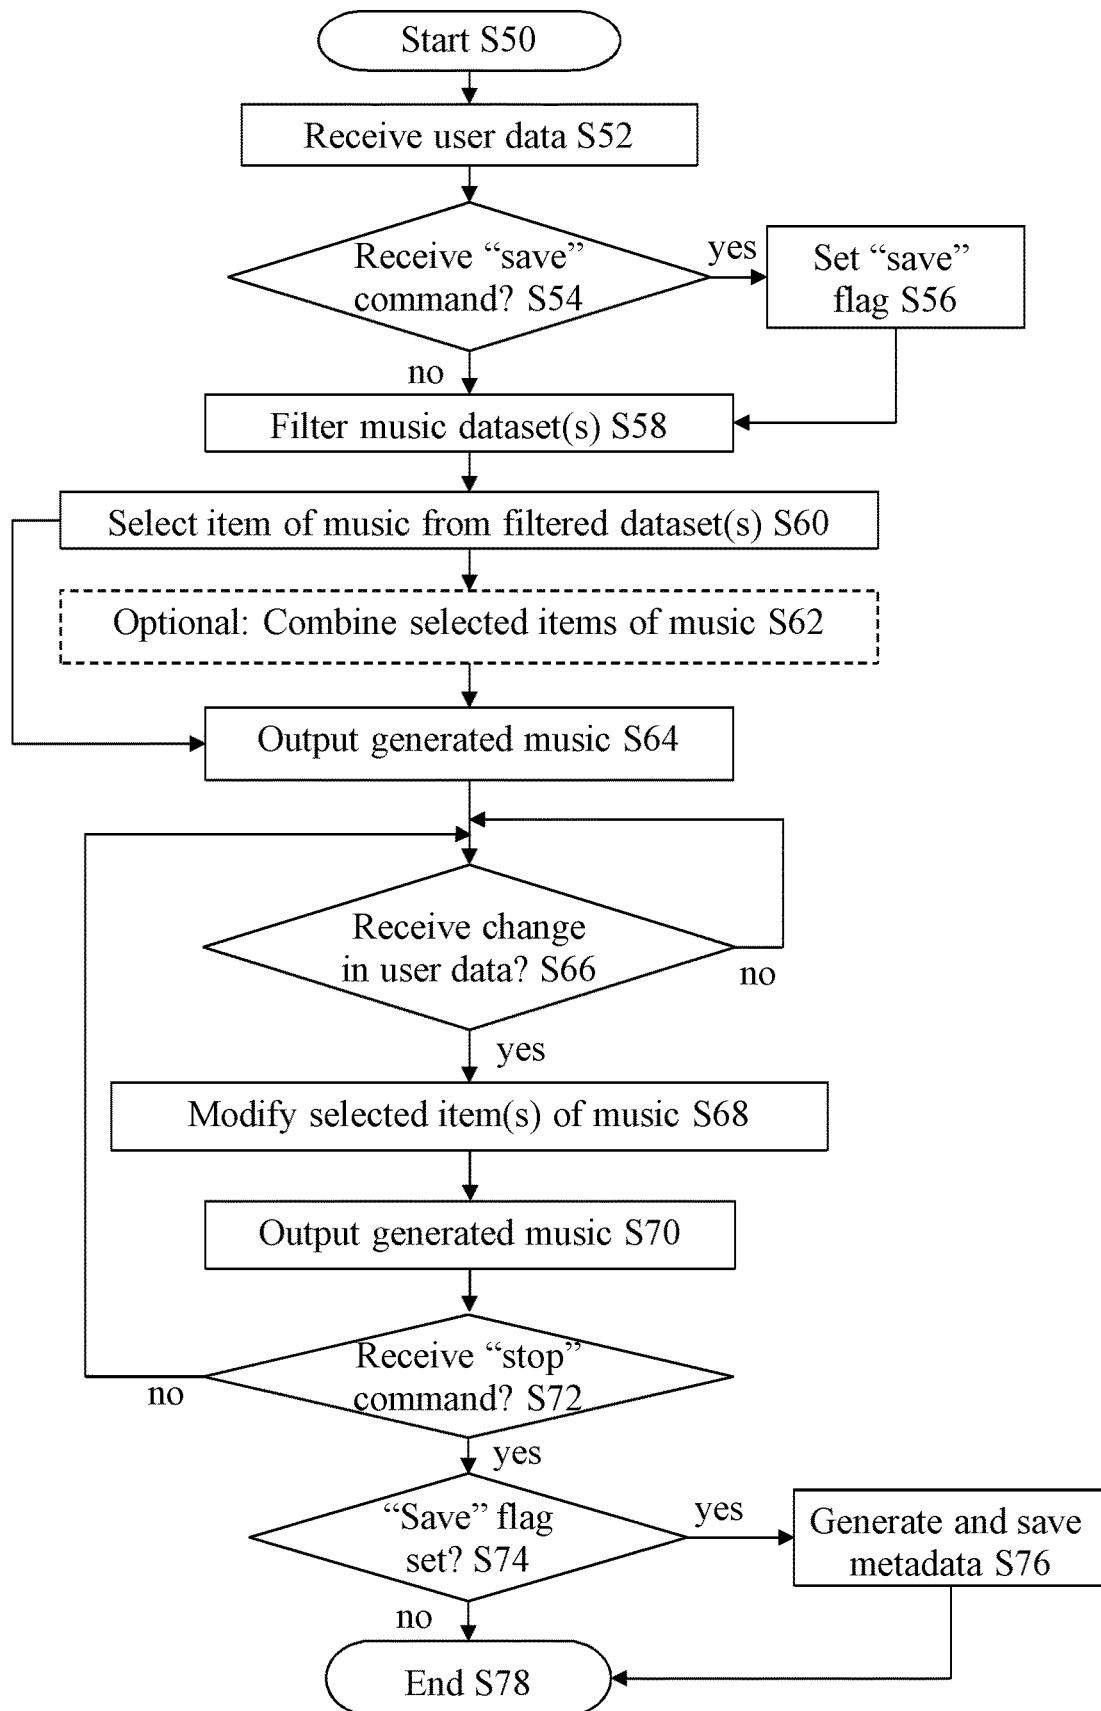 Start S50
Receive user data S52
Receive “save”
command? S54
yes
Set “save”
flag S56
no
Filter music dataset(s) S58
Select item of music from filtered dataset(s) S60
Optional: Combine selected items of music S62
Output generated music S64
Receive change
in user data? S66
no
yes
Modify selected item(s) of music S68
Output generated music S70
Receive “stop”
command? S72
no
yes
“Save” flag
set? S74
yes
Generate and save
metadata S76
no
End S78